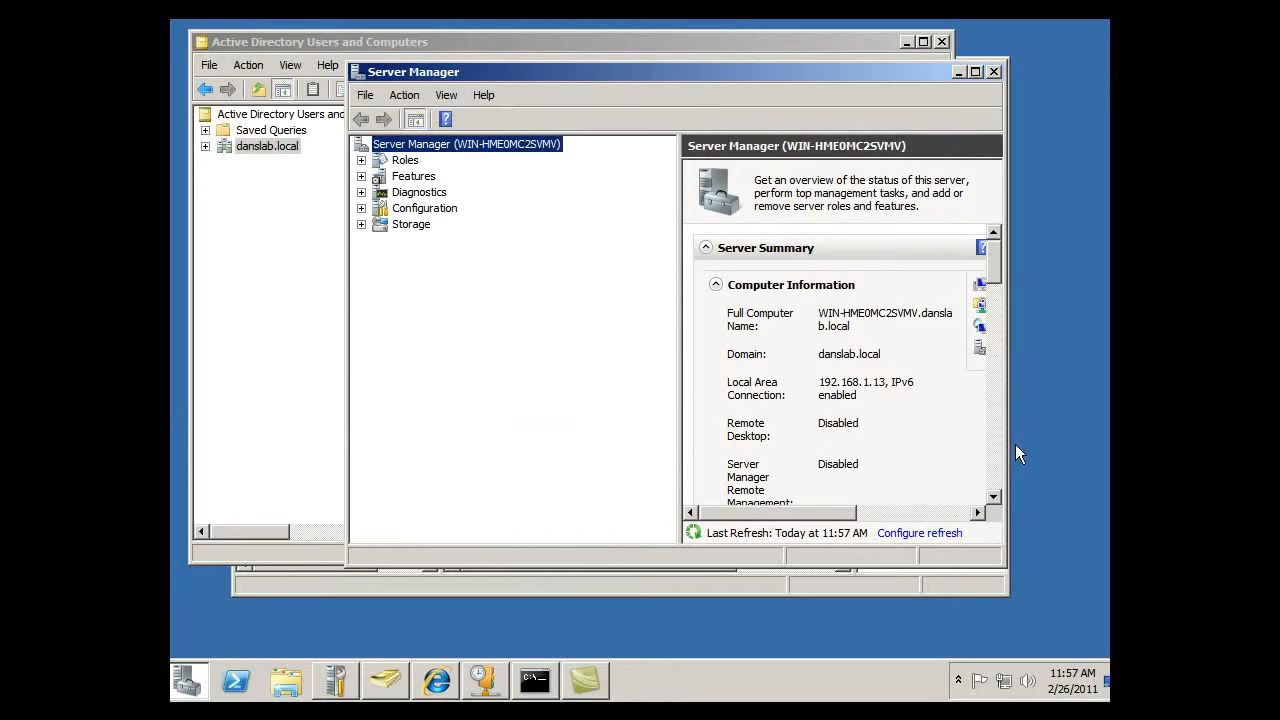 Active Directory Users and Computers
File Action View Help
Active Directory Users and
Saved Queries
danslab.local
Server Manager
File Action View Help
Server Manager (WIN-HME0MC2SVMV)
Roles
Features
Diagnostics
Configuration
Storage
Server Manager (WIN-HME0MC2SVMV)
Get an overview of the status of this server,
perform top management tasks, and add or
remove server roles and features.
Server Summary
Computer Information
Full Computer WIN-HME0MC2SVMV.dansla
Name: b.local
Domain: danslab.local
Local Area 192.168.1.13, IPv6
Connection: enabled
Remote Disabled
Desktop:
Server Disabled
Manager
Remote
Management:
Last Refresh: Today at 11:57 AM Configure refresh
C:\
11:57 AM
2/26/2011